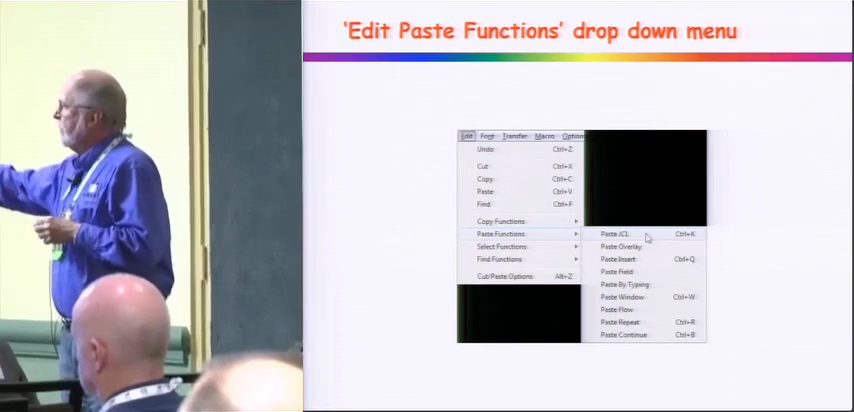 'Edit Paste Functions' drop down menu
Edit Font Transfer Macro Options
Undo Ctrl+Z
Cut Ctrl+X
Copy Ctrl+C
Paste Ctrl+V
Find Ctrl+F
Copy Functions
Paste Functions
Select Functions
Find Functions
Cut/Paste Options Alt+Z
Paste JCL Ctrl+K
Paste Overlay
Paste Insert Ctrl+Q
Paste Field
Paste By Typing
Paste Window Ctrl+W
Paste Flow
Paste Repeat Ctrl+R
Paste Continue Ctrl+B